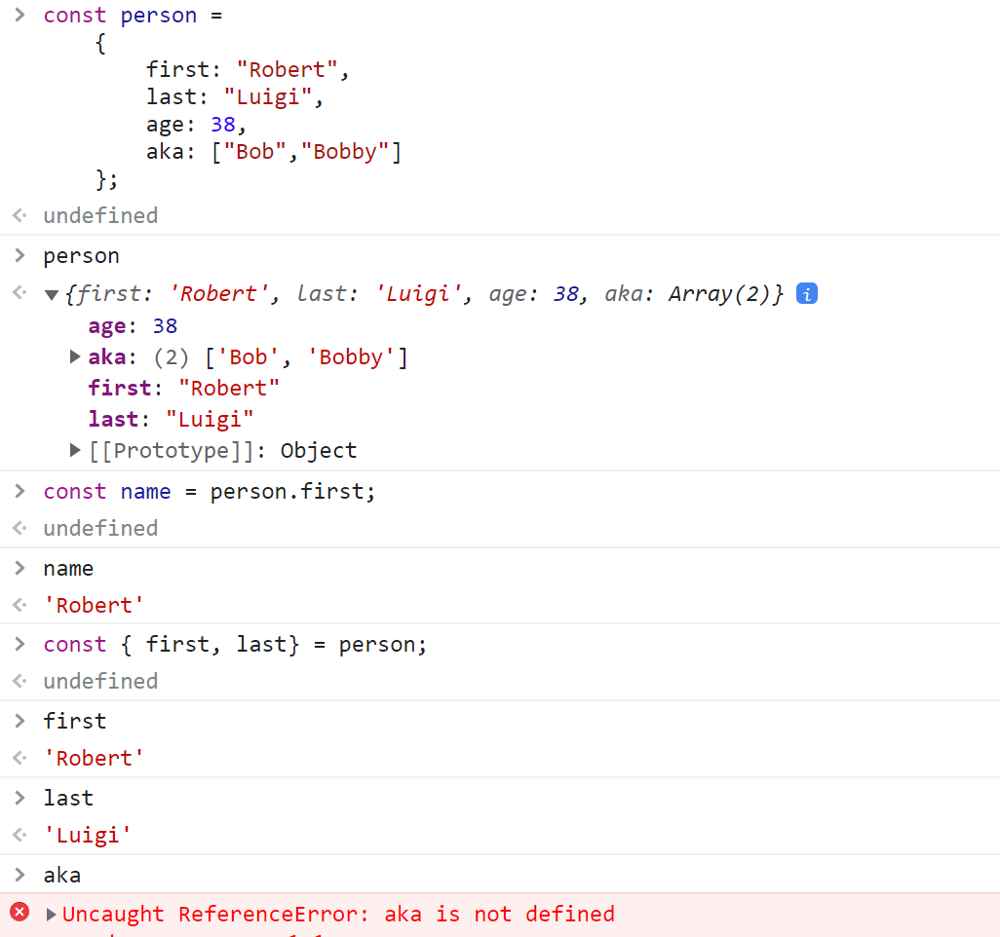 const person =
{
first: "Robert",
last: "Luigi",
age: 38,
aka: ["Bob","Bobby"]
};
undefined
person
{first: 'Robert', last: 'Luigi', age: 38, aka: Array(2)} i
age: 38
aka: (2) ['Bob', 'Bobby']
first: "Robert"
last: "Luigi"
[[Prototype]]: Object
const name = person.first;
undefined
name
'Robert'
const { first, last} = person;
undefined
first
'Robert'
last
'Luigi'
aka
Uncaught ReferenceError: aka is not defined